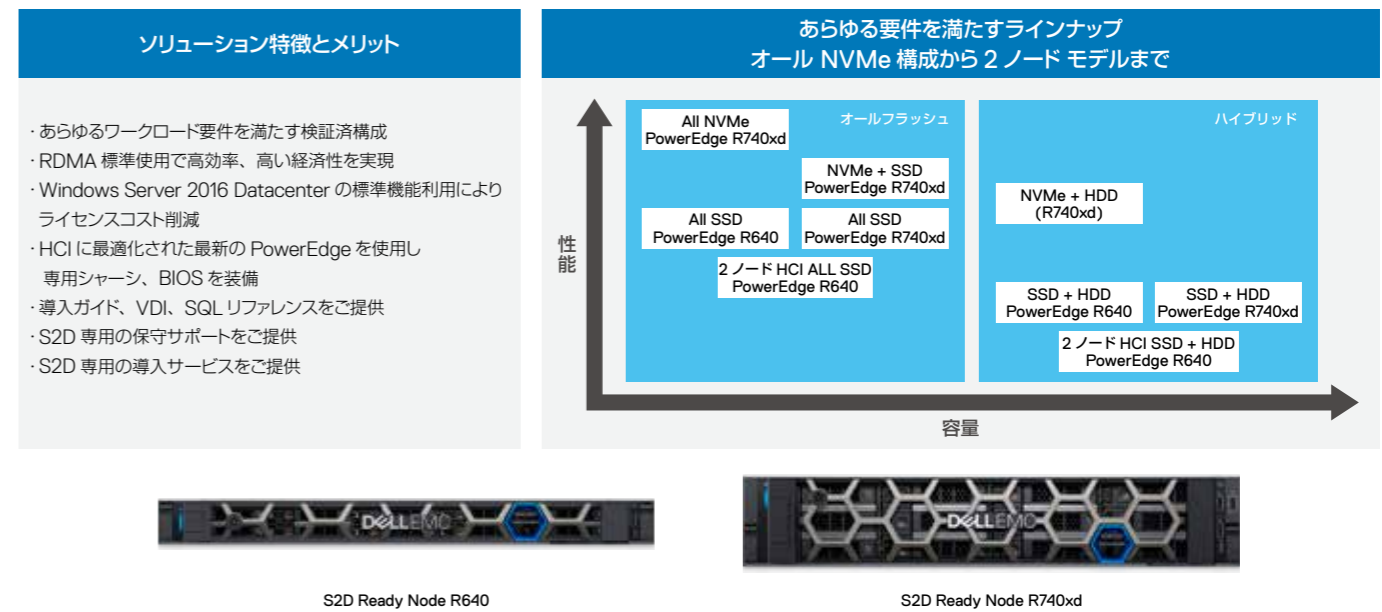 ソリューション特徴とメリット
・あらゆるワークロード要件を満たす検証済構成
・RDMA 標準使用で高効率、高い経済性を実現
・Windows Server 2016 Datacenter の標準機能利用により
ライセンスコスト削減
・HCI に最適化された最新の PowerEdge を使用し
専用シャーシ、BIOS を装備
・導入ガイド、VDI、SQL リファレンスをご提供
・S2D 専用の保守サポートをご提供
・S2D 専用の導入サービスをご提供
あらゆる要件を満たすラインナップ
オール NVMe 構成から 2 ノード モデルまで
性能
オールフラッシュ
All NVMe
PowerEdge R740xd
NVMe + SSD
PowerEdge R740xd
All SSD
PowerEdge R640
All SSD
PowerEdge R740xd
2 ノード HCI ALL SSD
PowerEdge R640
ハイブリッド
NVMe + HDD
(R740xd)
SSD + HDD
PowerEdge R640
SSD + HDD
PowerEdge R740xd
2 ノード HCI SSD + HDD
PowerEdge R640
容量
DELLEMC
DELLEMC
S2D Ready Node R640
S2D Ready Node R740xd